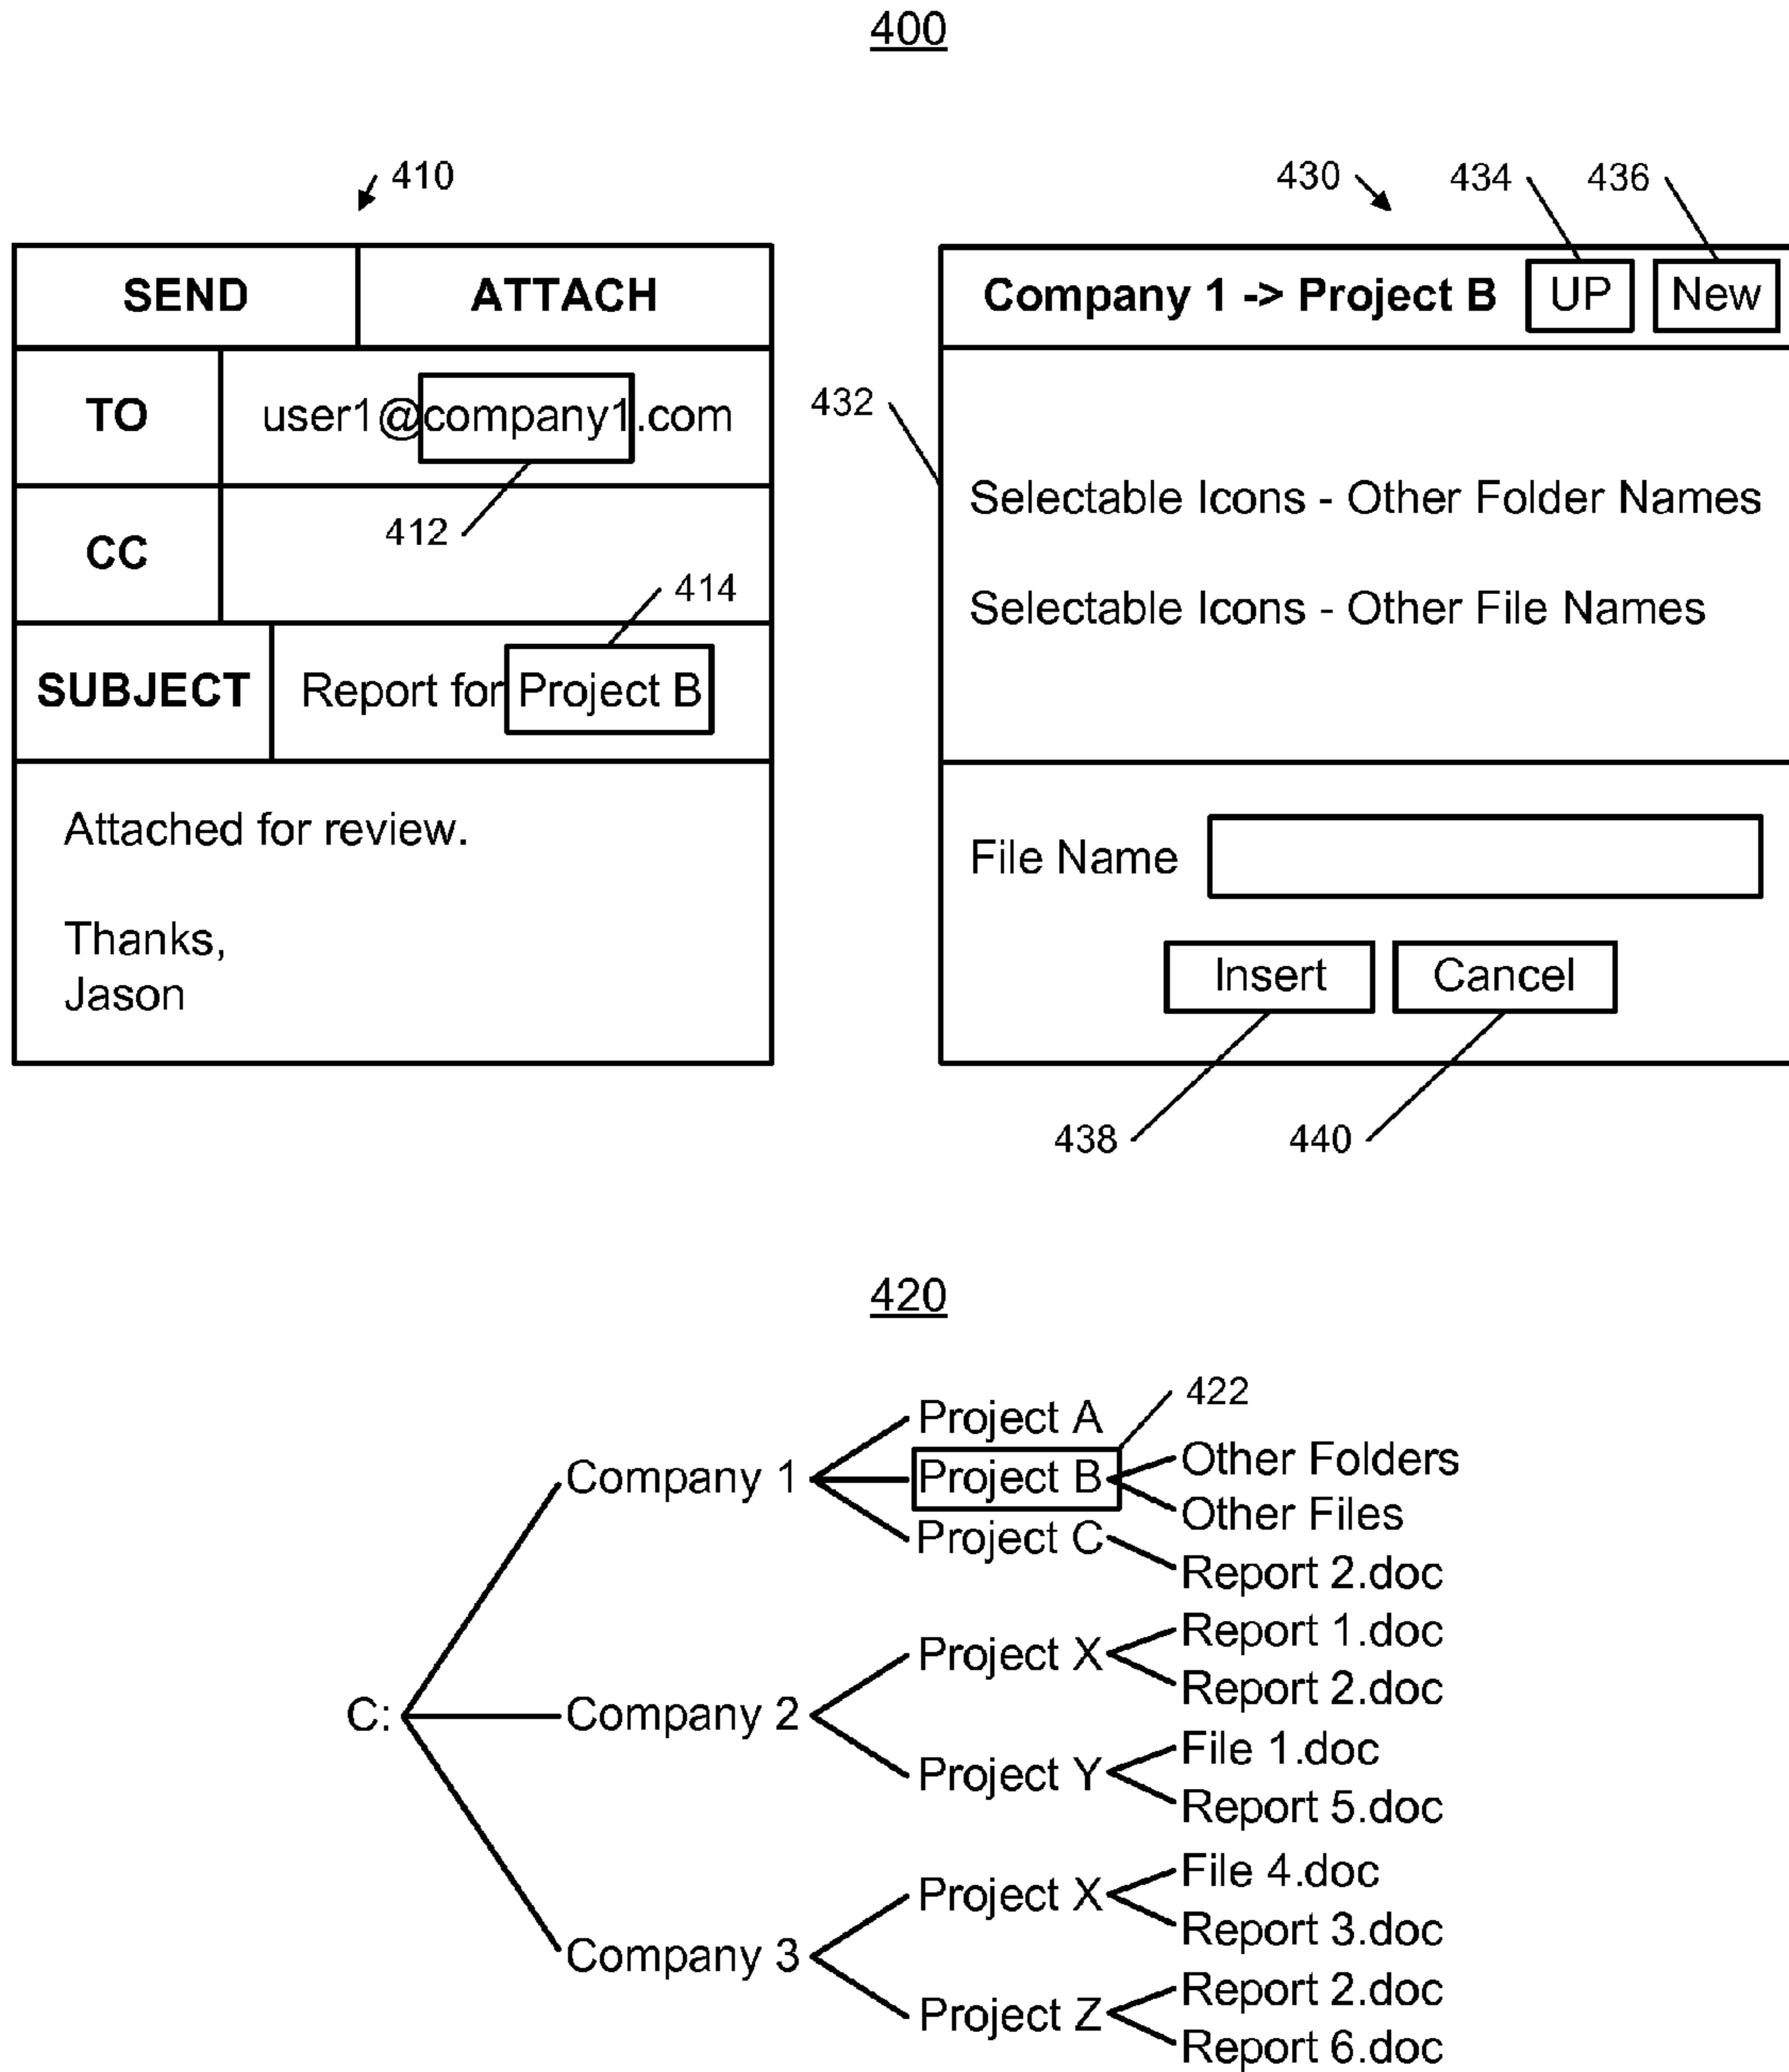 400
410
SEND ATTACH
TO user1@company1.com
412
CC
414
SUBJECT Report for Project B
Attached for review.
Thanks,
Jason
430 434 436
Company 1 -> Project B UP New
432
Selectable Icons - Other Folder Names
Selectable Icons - Other File Names
File Name
Insert Cancel
438 440
420
422
C:
Company 1
Project A
Project B
Other Folders
Other Files
Project C
Report 2.doc
Company 2
Project X
Report 1.doc
Report 2.doc
Project Y
File 1.doc
Report 5.doc
Company 3
Project X
File 4.doc
Report 3.doc
Project Z
Report 2.doc
Report 6.doc